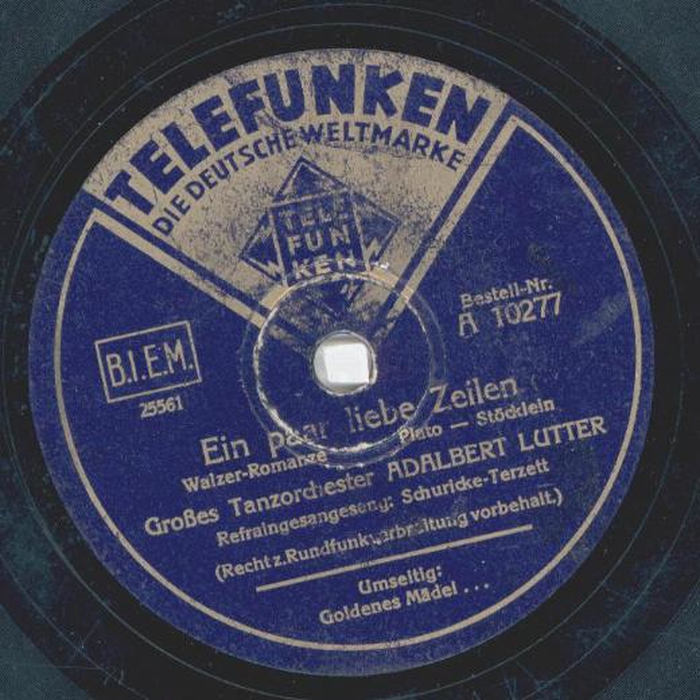 TELEFUNKEN
DIE DEUTSCHE WELTMARKE
TELE
FUN
KEN
Bestell-Nr.
A 10277
B.I.E.M.
25561
Ein paar liebe Zeilen
Walzer-Romanze Plato — Stöcklein
Großes Tanzorchester ADALBERT LUTTER
Refraingesangesang: Schuricke-Terzett
(Recht z. Rundfunkverbreitung vorbehalt.)
Umseitig:
Goldenes Mädel . . .